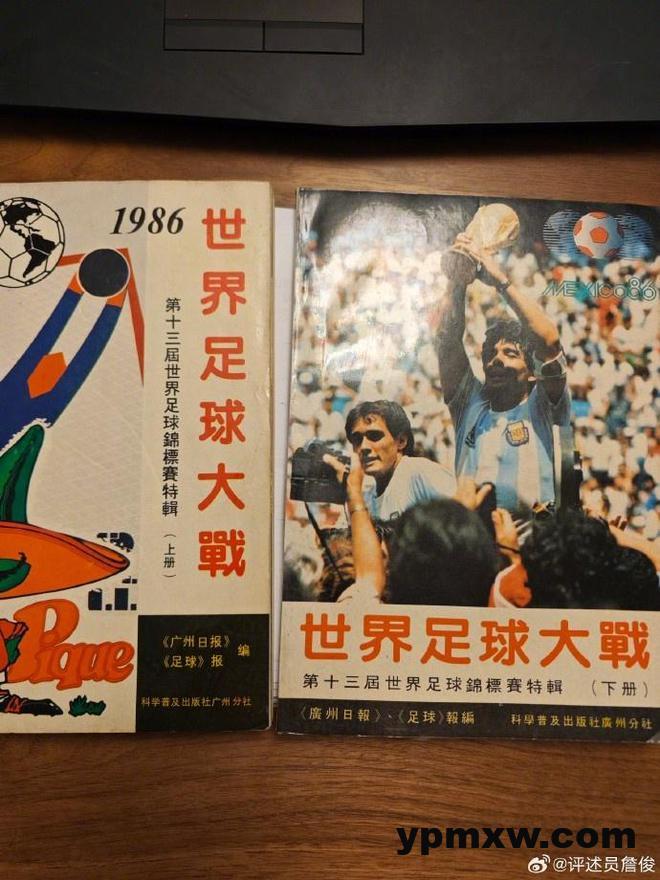 1986
世界足球大戰
第十三屆世界足球錦標賽特輯
（上册）
Pique
《广州日报》
《足球》报 编
科学普及出版社广州分社
MEXICO86
世界足球大戰
第十三屆世界足球錦標賽特輯 （下册）
《廣州日報》、《足球》報編 科學普及出版社廣州分社
ypmxw.com
@评述员詹俊